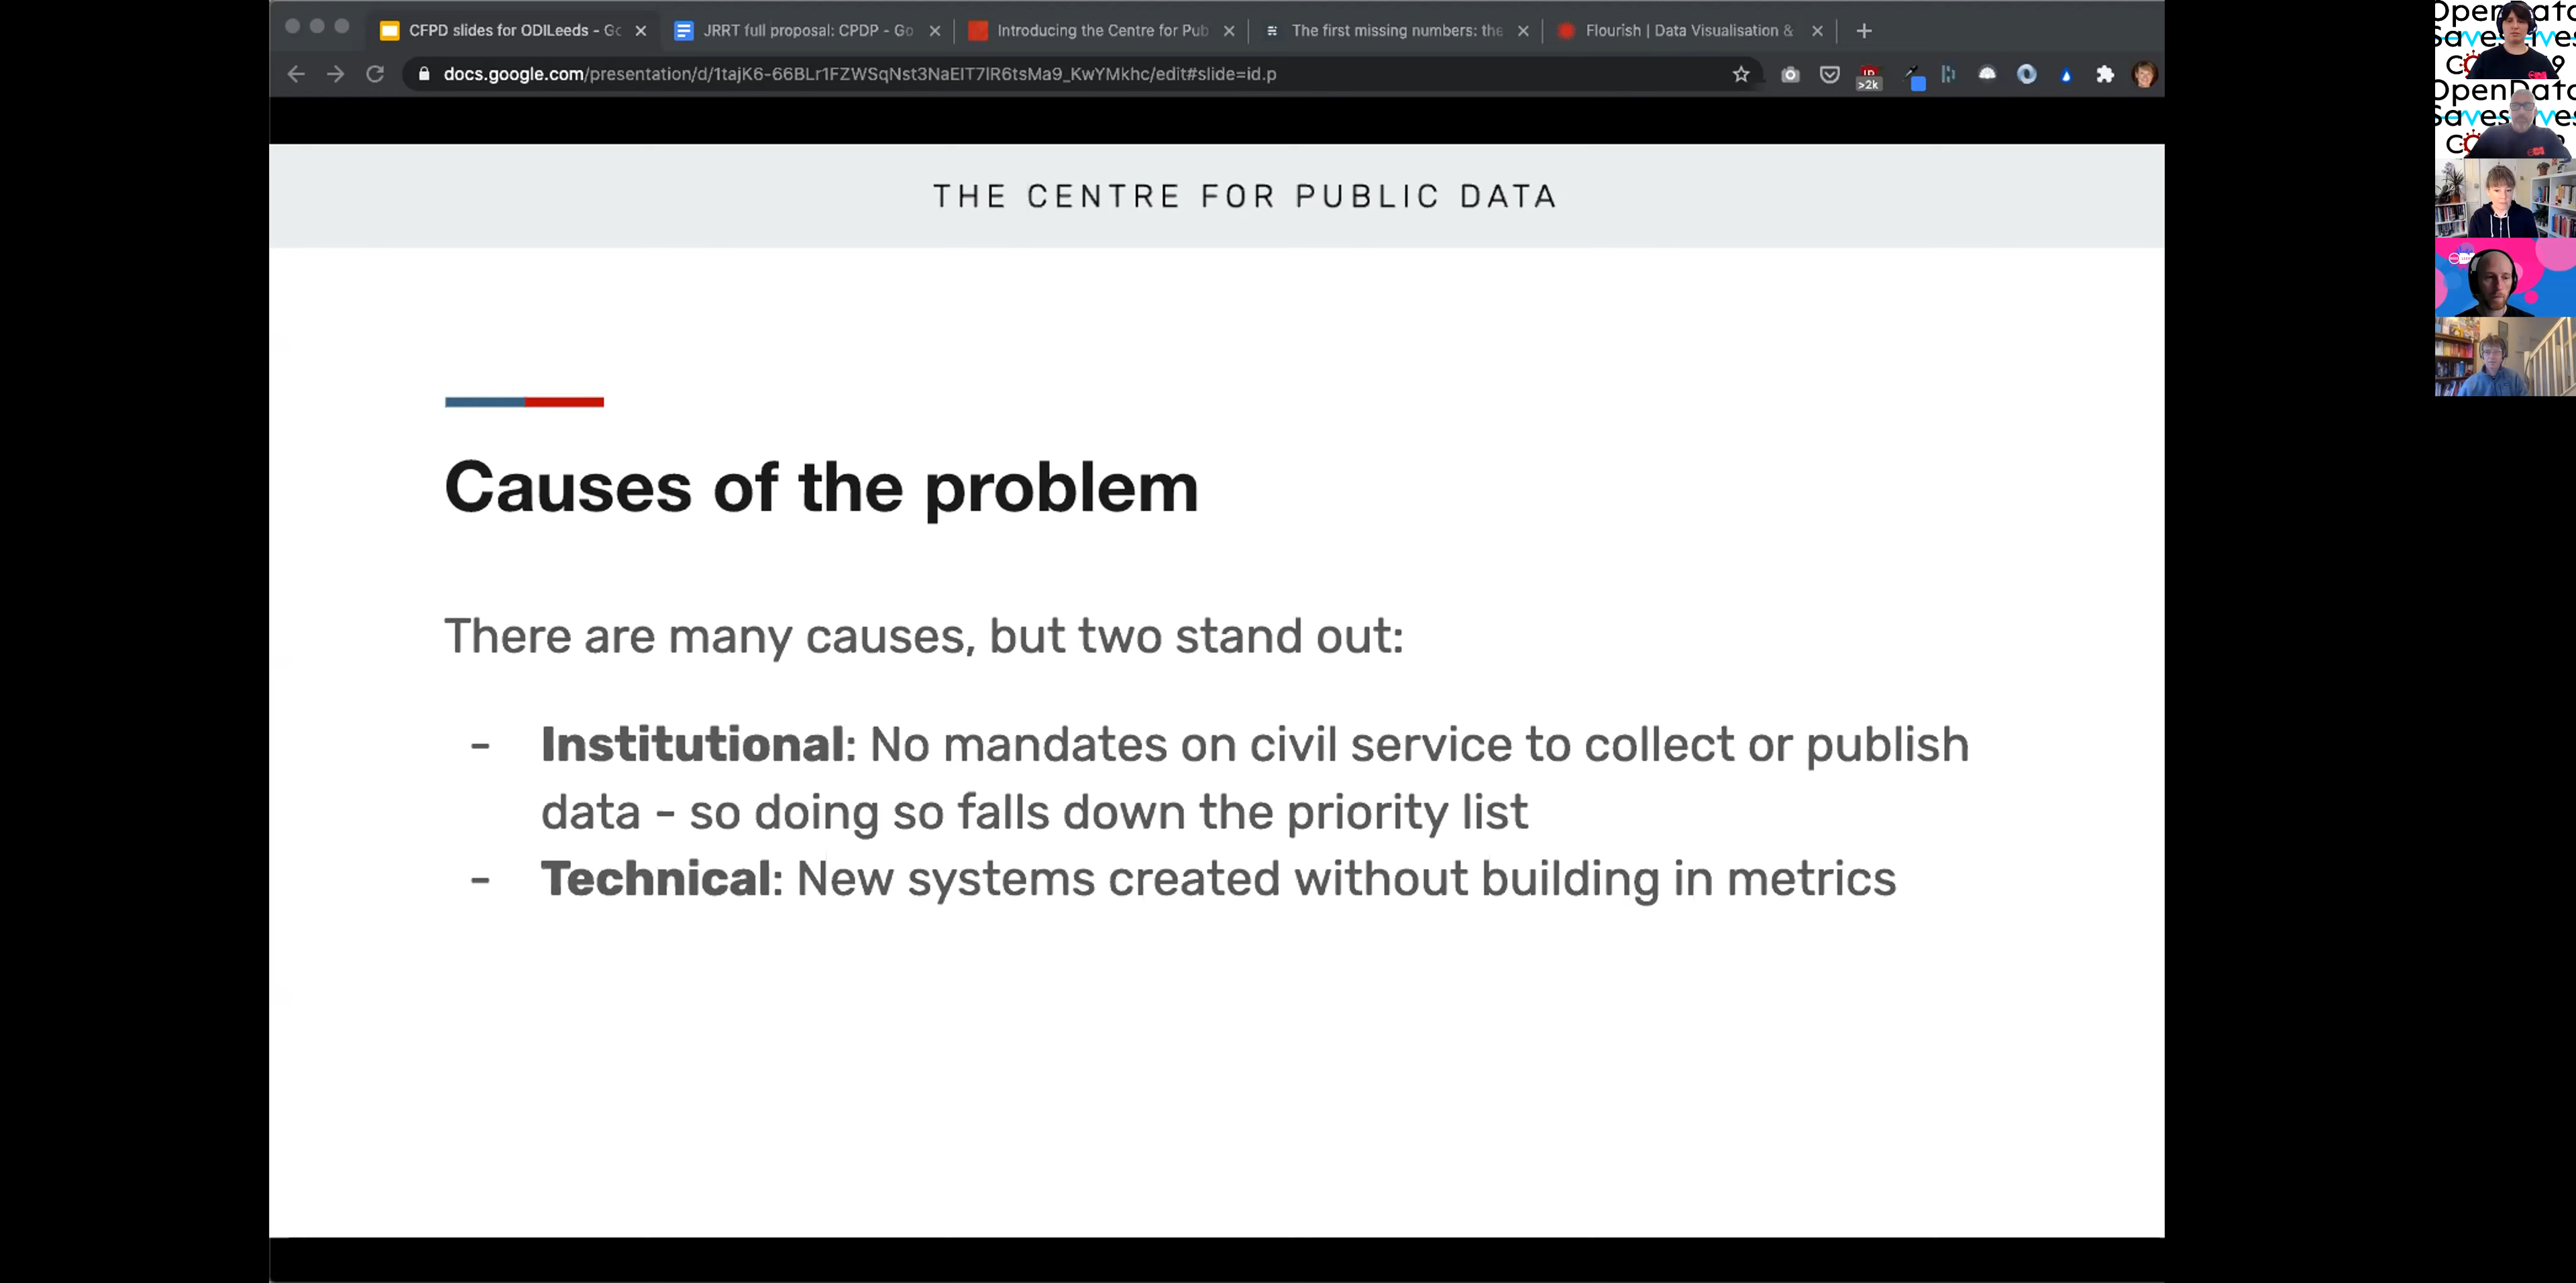 CFPD slides for ODILeeds - Go
JRRT full proposal: CPDP - Go
Introducing the Centre for Pub
The first missing numbers: the
Flourish | Data Visualisation &
docs.google.com/presentation/d/1tajK6-66BLr1FZWSqNst3NaEIT7lR6tsMa9_KwYMkhc/edit#slide=id.p
>2k
THE CENTRE FOR PUBLIC DATA
Causes of the problem
There are many causes, but two stand out:
- Institutional: No mandates on civil service to collect or publish
data - so doing so falls down the priority list
- Technical: New systems created without building in metrics